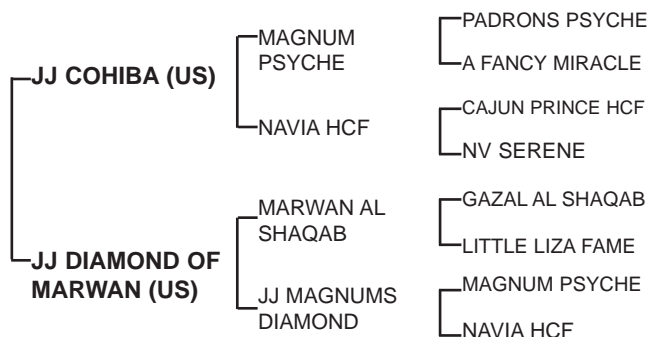 JJ COHIBA (US)
MAGNUM
PSYCHE
PADRONS PSYCHE
A FANCY MIRACLE
NAVIA HCF
CAJUN PRINCE HCF
NV SERENE
JJ DIAMOND OF
MARWAN (US)
MARWAN AL
SHAQAB
GAZAL AL SHAQAB
LITTLE LIZA FAME
JJ MAGNUMS
DIAMOND
MAGNUM PSYCHE
NAVIA HCF